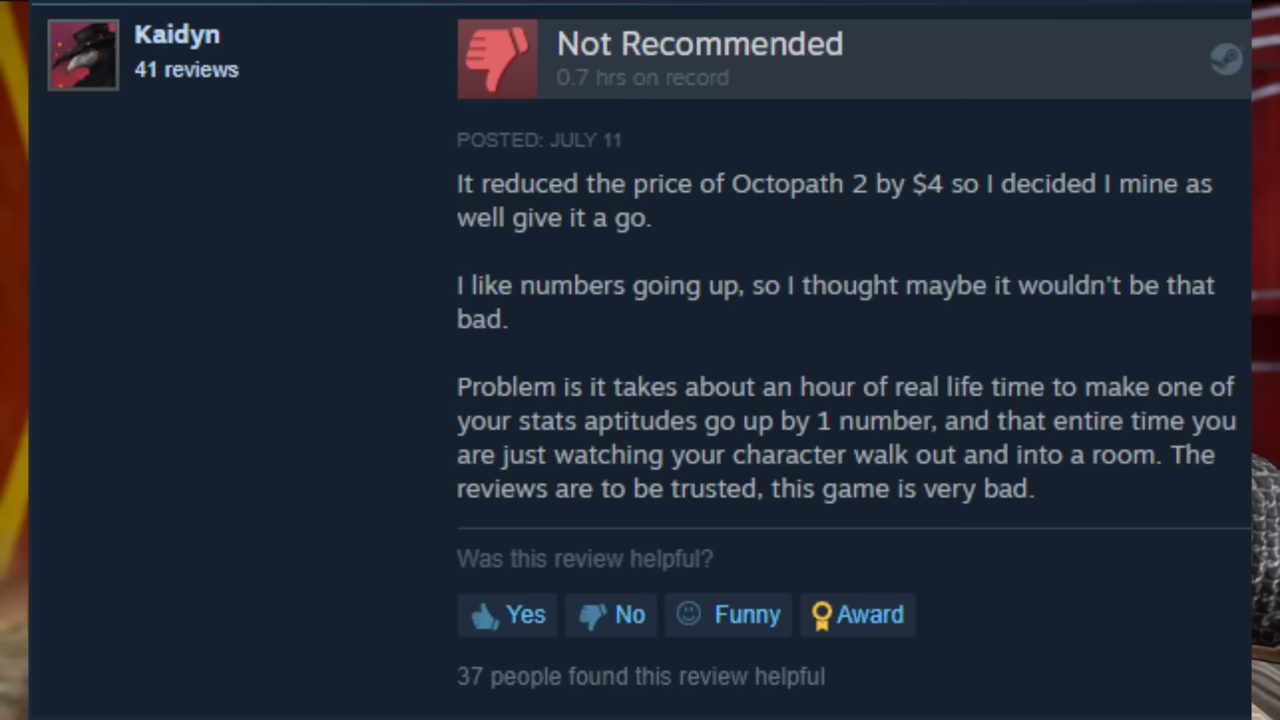 Kaidyn
41 reviews
Not Recommended
0.7 hrs on record
POSTED: JULY 11
It reduced the price of Octopath 2 by $4 so I decided I mine as
well give it a go.
I like numbers going up, so I thought maybe it wouldn't be that
bad.
Problem is it takes about an hour of real life time to make one of
your stats aptitudes go up by 1 number, and that entire time you
are just watching your character walk out and into a room. The
reviews are to be trusted, this game is very bad.
Was this review helpful?
Yes No Funny Award
37 people found this review helpful